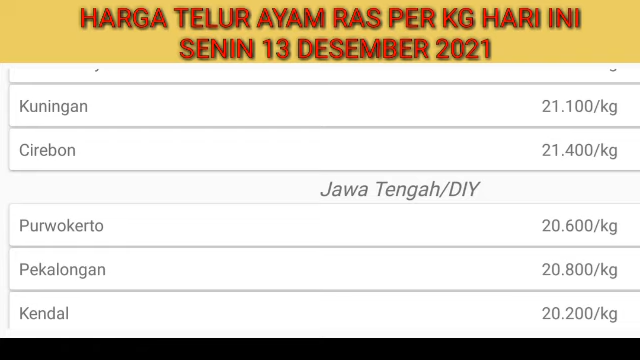 HARGA TELUR AYAM RAS PER KG HARI INI
SENIN 13 DESEMBER 2021
Kuningan 21.100/kg
Cirebon 21.400/kg
Jawa Tengah/DIY
Purwokerto 20.600/kg
Pekalongan 20.800/kg
Kendal 20.200/kg